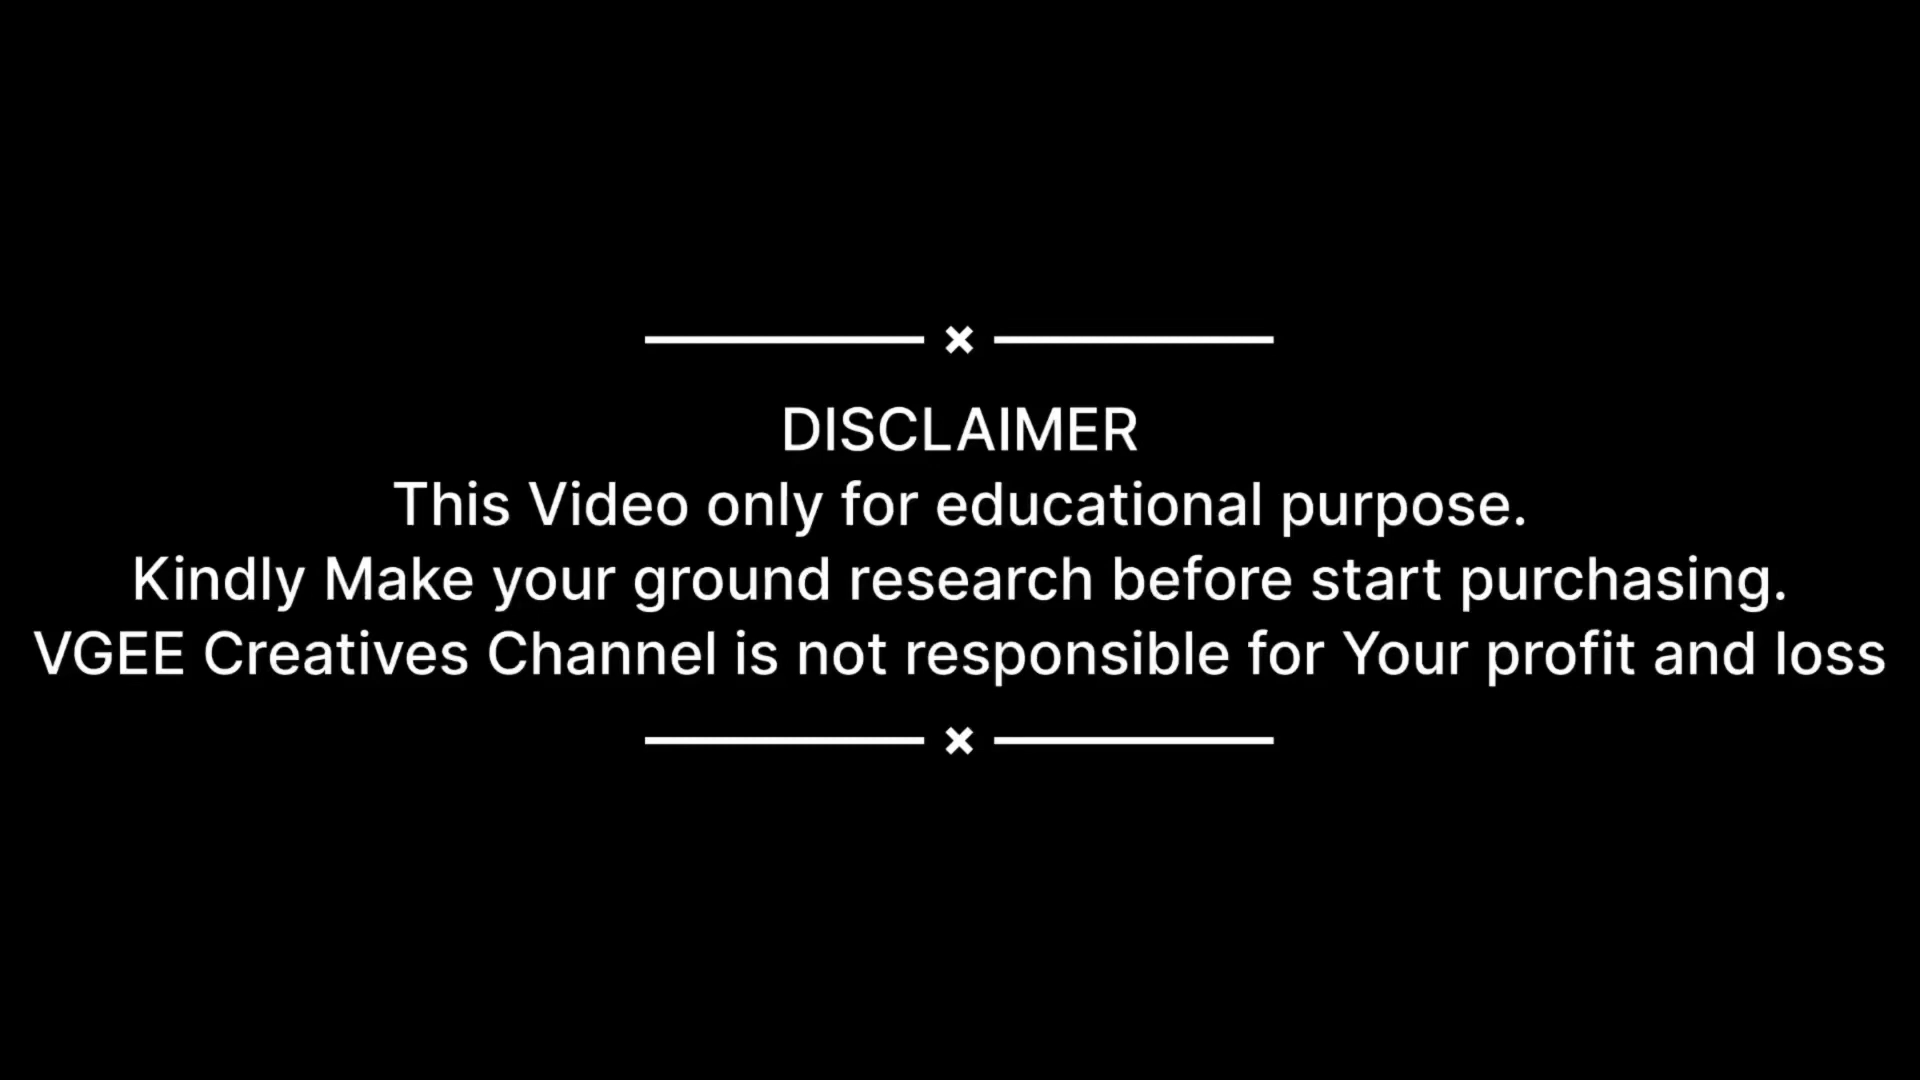 DISCLAIMER
This Video only for educational purpose.
Kindly Make your ground research before start purchasing.
VGEE Creatives Channel is not responsible for Your profit and loss